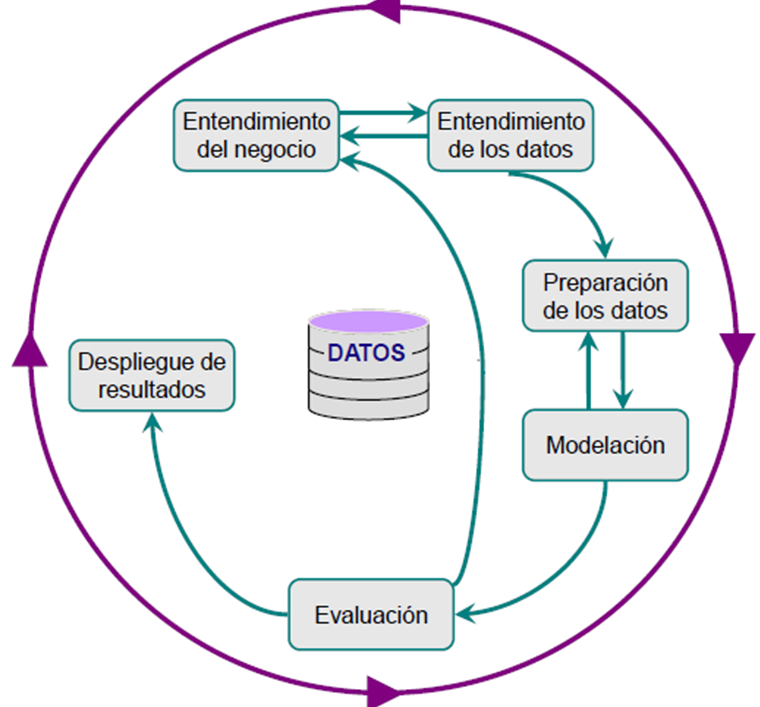 Entendimiento
del negocio
Entendimiento
de los datos
Preparación
de los datos
DATOS
Despliegue de
resultados
Modelación
Evaluación